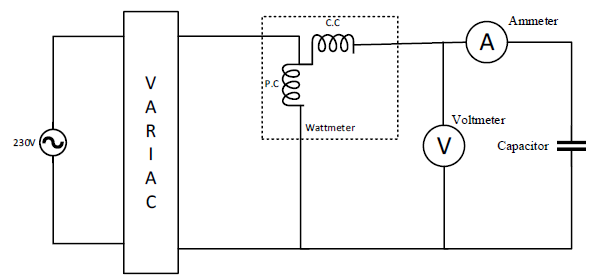 230V
V
A
R
I
A
C
C.C
P.C
Wattmeter
Ammeter
A
Voltmeter
V
Capacitor